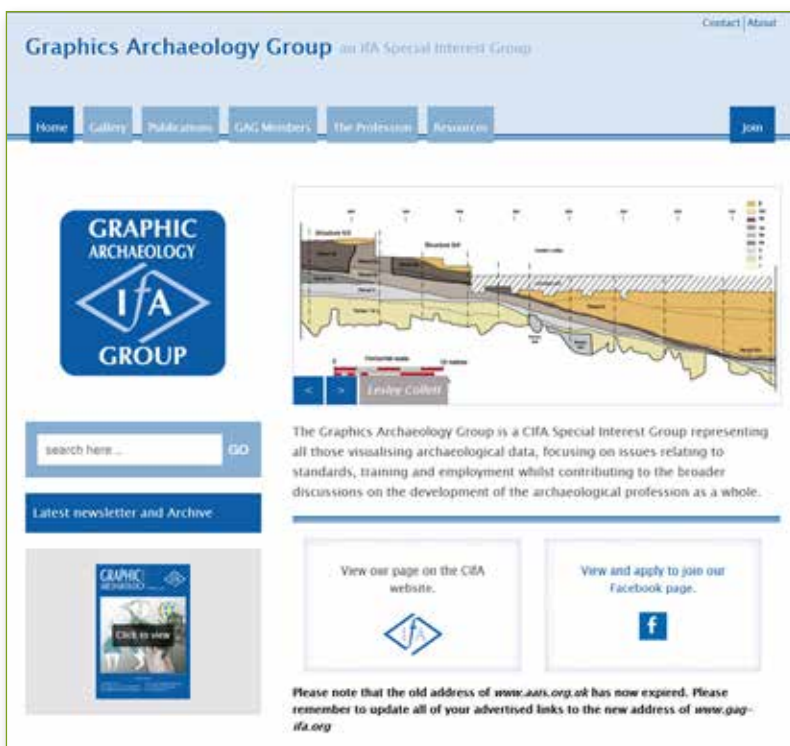 Contact About
Graphics Archaeology Group an IfA Special Interest Group
Home Gallery Publications GAG Members The Profession Resources Join
GRAPHIC
ARCHAEOLOGY
IfA
GROUP
Structure
Structure
Horizontal scale
< > Lesley Collett
search here ... GO
Latest newsletter and Archive
GRAPHIC
ARCHAEOLOGY
Click to view
The Graphics Archaeology Group is a CIfA Special Interest Group representing
all those visualising archaeological data, focusing on issues relating to
standards, training and employment whilst contributing to the broader
discussions on the development of the archaeological profession as a whole.
View our page on the CIfA
website.
IfA
View and apply to join our
Facebook page.
f
Please note that the old address of www.aais.org.uk has now expired. Please
remember to update all of your advertised links to the new address of www.gag-
ifa.org